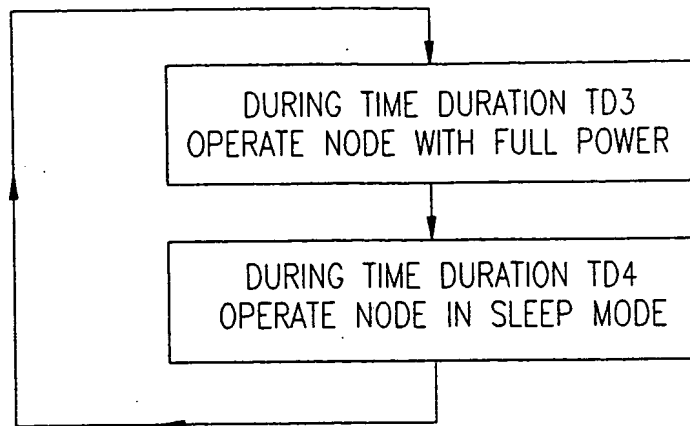 DURING TIME DURATION TD3
OPERATE NODE WITH FULL POWER
DURING TIME DURATION TD4
OPERATE NODE IN SLEEP MODE